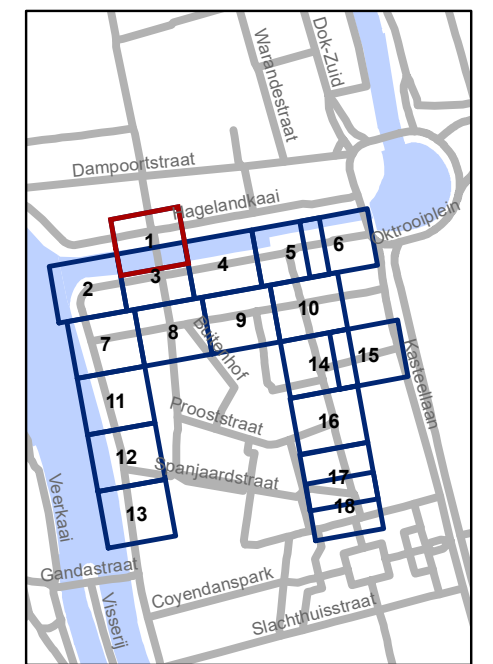 Warandestraat
Dok-Zuid
Dampoortstraat
Hagelandkaai
Oktrooiplein
1
2
3
4
5
6
7
8
9
10
Buitenhof
11
14
15
Kasteellaan
Prooststraat
16
12
Spanjaardstraat
17
13
18
Veerkaai
Gandastraat
Visserij
Coyendanspark
Slachthuisstraat